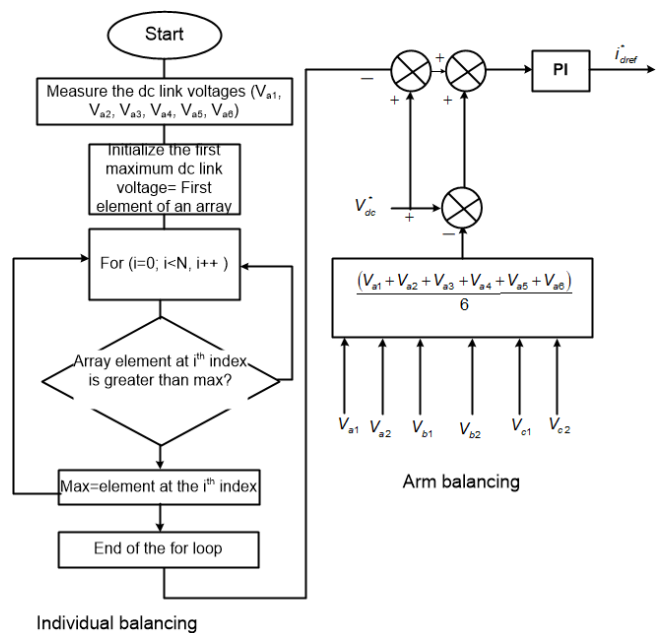 Start
Measure the dc link voltages (Va1,
Va2, Va3, Va4, Va5, Va6)
Initialize the first
maximum dc link
voltage= First
element of an array
For (i=0; i<N, i++ )
Array element at ith index
is greater than max?
Max=element at the ith index
End of the for loop
Individual balancing
− + + + +
PI
i*dref
V*dc
+
−
(Va1 + Va2 + Va3 + Va4 + Va5 + Va6)
6
Va1 Va2 Vb1 Vb2 Vc1 Vc2
Arm balancing